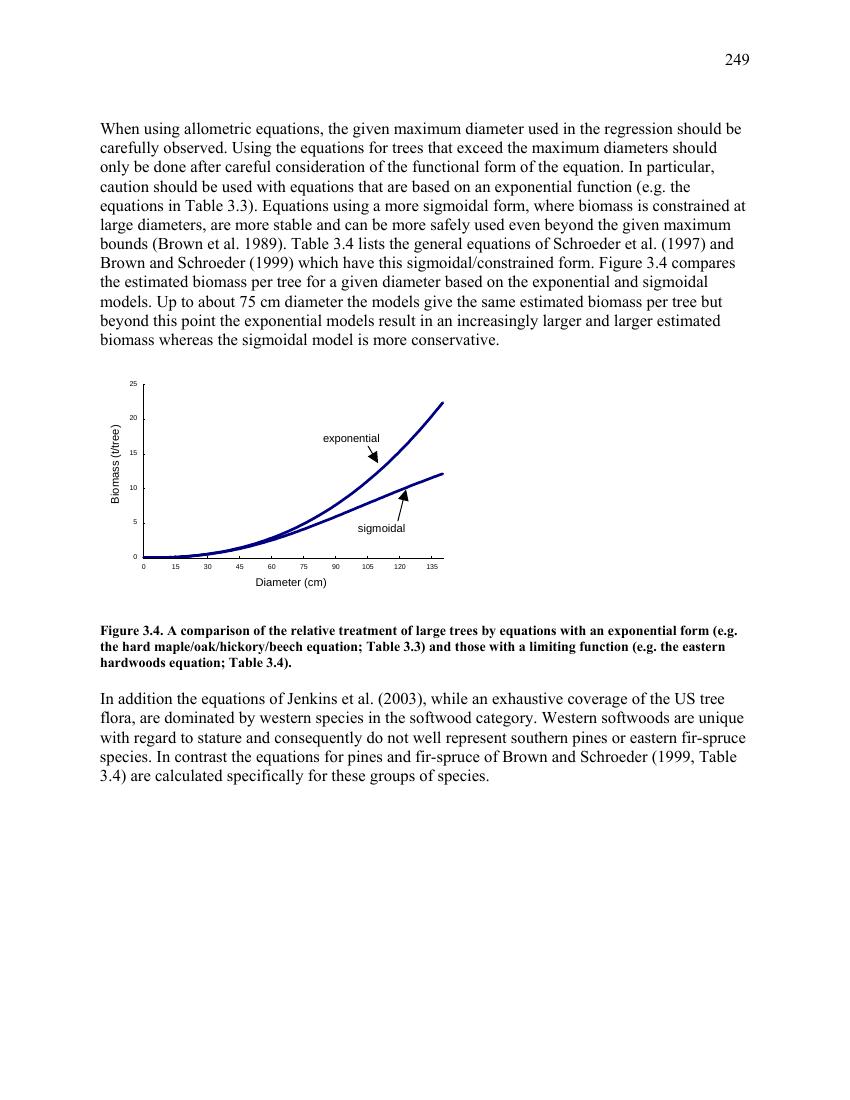 249
When using allometric equations, the given maximum diameter used in the regression should be
carefully observed. Using the equations for trees that exceed the maximum diameters should
only be done after careful consideration of the functional form of the equation. In particular,
caution should be used with equations that are based on an exponential function (e.g. the
equations in Table 3.3). Equations using a more sigmoidal form, where biomass is constrained at
large diameters, are more stable and can be more safely used even beyond the given maximum
bounds (Brown et al. 1989). Table 3.4 lists the general equations of Schroeder et al. (1997) and
Brown and Schroeder (1999) which have this sigmoidal/constrained form. Figure 3.4 compares
the estimated biomass per tree for a given diameter based on the exponential and sigmoidal
models. Up to about 75 cm diameter the models give the same estimated biomass per tree but
beyond this point the exponential models result in an increasingly larger and larger estimated
biomass whereas the sigmoidal model is more conservative.
25
20
15
10
5
0
Biomass (t/tree)
exponential
sigmoidal
0 15 30 45 60 75 90 105 120 135
Diameter (cm)
Figure 3.4. A comparison of the relative treatment of large trees by equations with an exponential form (e.g.
the hard maple/oak/hickory/beech equation; Table 3.3) and those with a limiting function (e.g. the eastern
hardwoods equation; Table 3.4).
In addition the equations of Jenkins et al. (2003), while an exhaustive coverage of the US tree
flora, are dominated by western species in the softwood category. Western softwoods are unique
with regard to stature and consequently do not well represent southern pines or eastern fir-spruce
species. In contrast the equations for pines and fir-spruce of Brown and Schroeder (1999, Table
3.4) are calculated specifically for these groups of species.